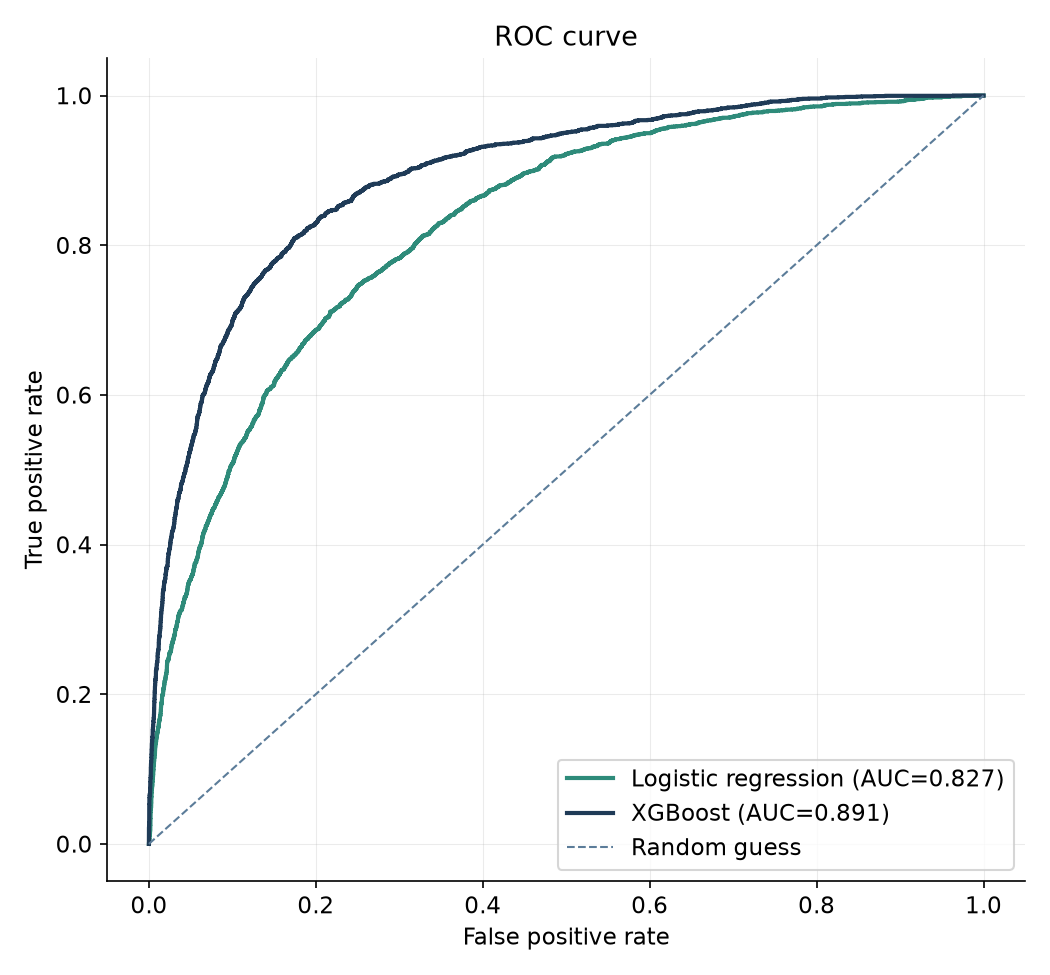 ROC curve
True positive rate
1.0
0.8
0.6
0.4
0.2
0.0
Logistic regression (AUC=0.827)
XGBoost (AUC=0.891)
Random guess
0.0 0.2 0.4 0.6 0.8 1.0
False positive rate